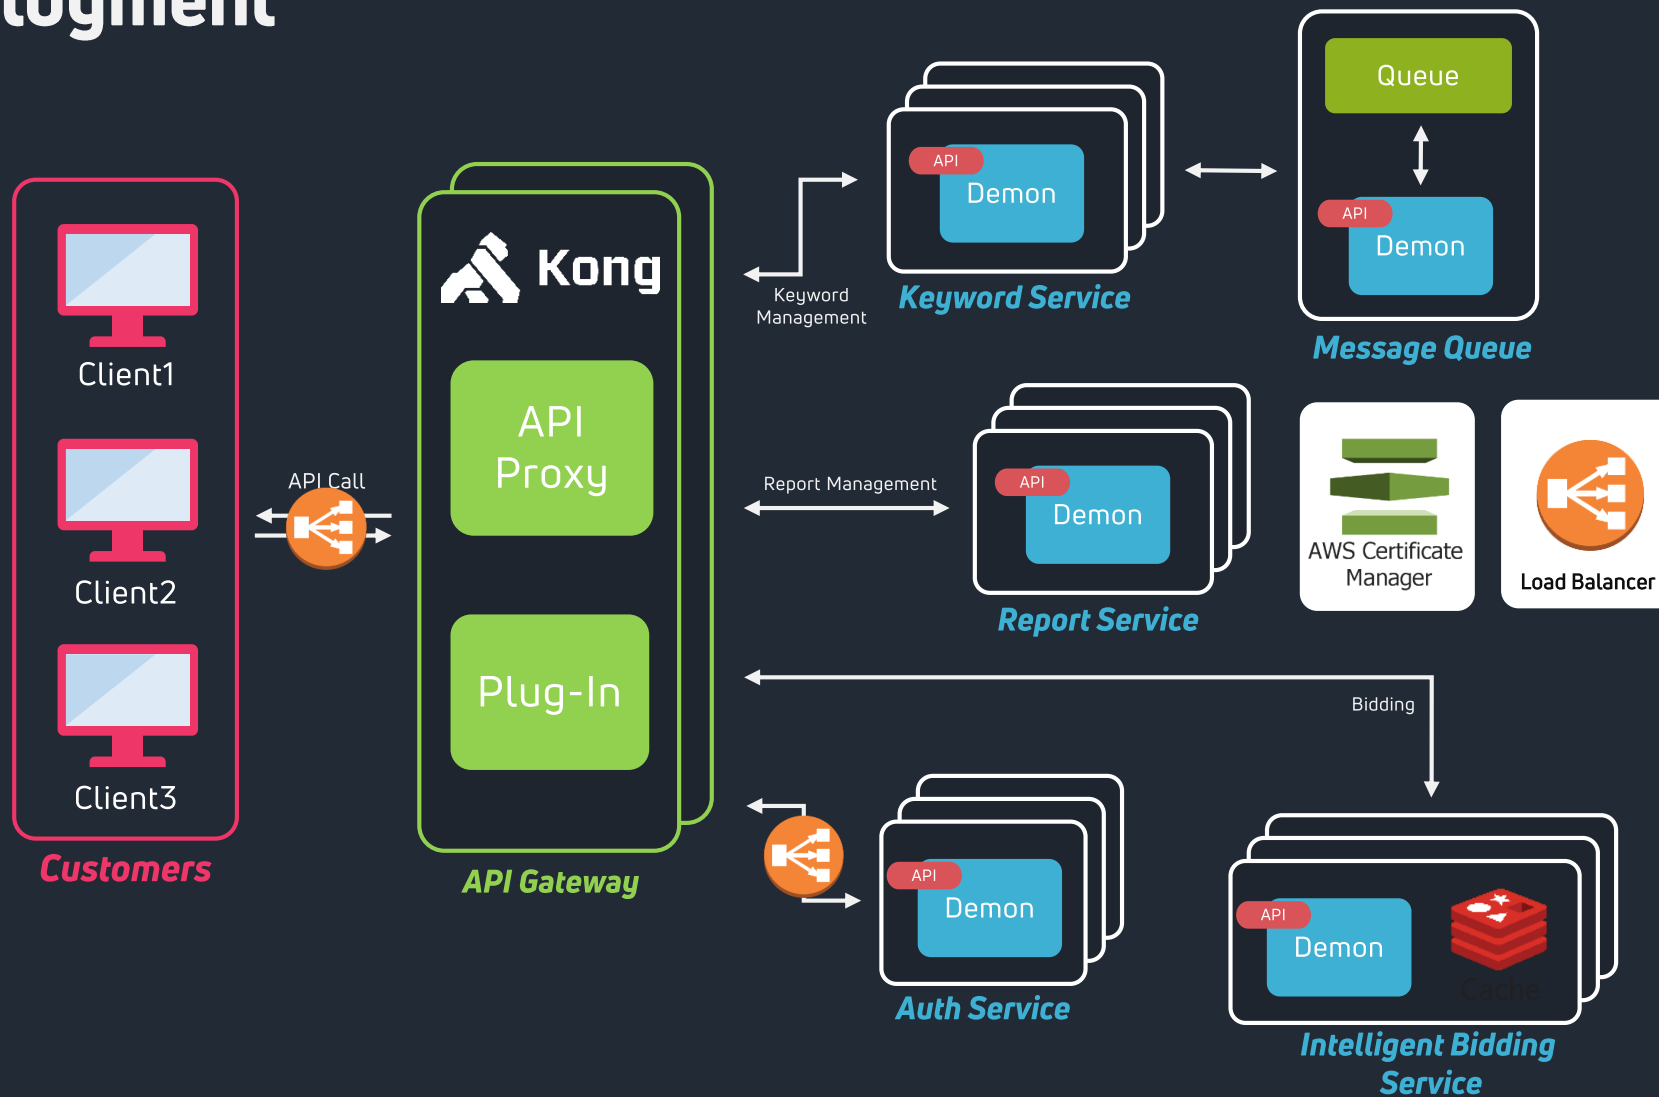 Client1
Client2
Client3
Customers
API Call
Kong
API
Proxy
Plug-In
API Gateway
Keyword
Management
API
Demon
Keyword Service
Queue
API
Demon
Message Queue
Report Management
API
Demon
Report Service
AWS Certificate
Manager
Load Balancer
Bidding
API
Demon
Auth Service
API
Demon
Cache
Intelligent Bidding
Service